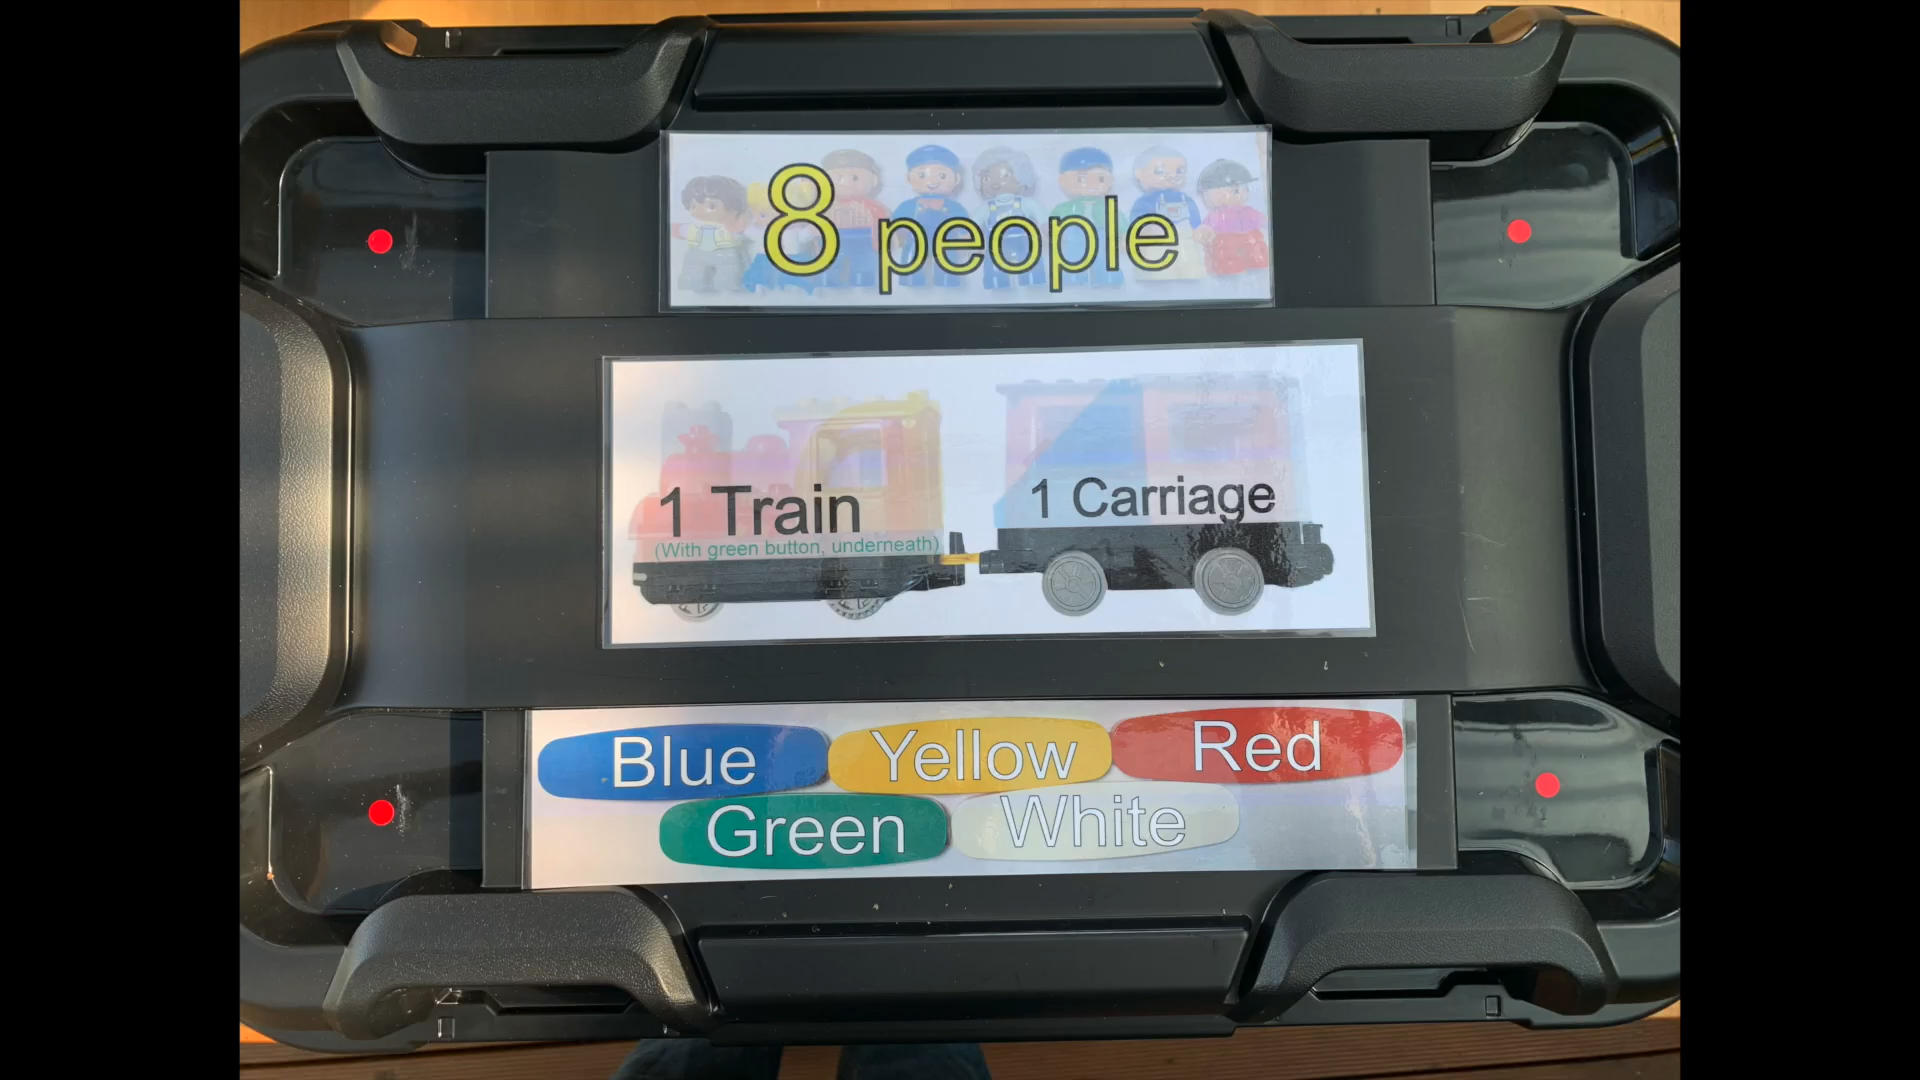 8 people
1 Train
(With green button, underneath)
1 Carriage
Blue Yellow Red
Green White